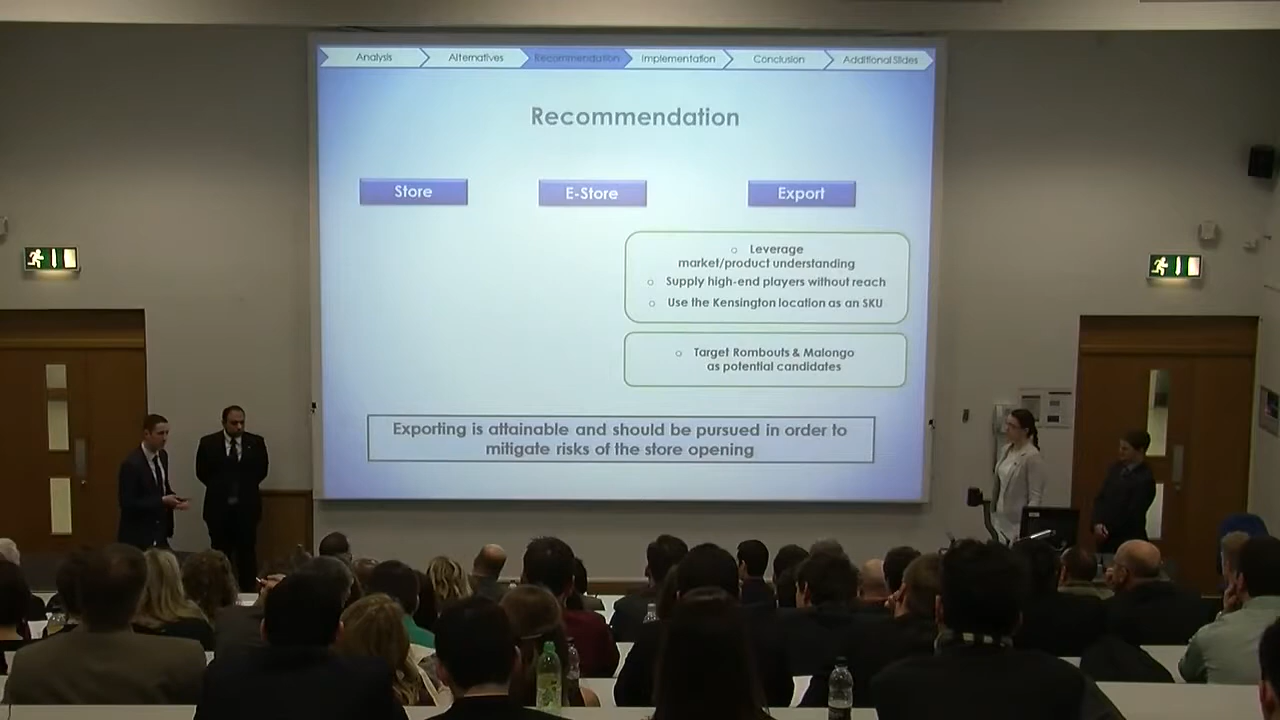 Analysis
Alternatives
Recommendation
Implementation
Conclusion
Additional Slides
Recommendation
Store
E-Store
Export
Leverage
market/product understanding
Supply high-end players without reach
Use the Kensington location as an SKU
Target Rombouts & Malongo
as potential candidates
Exporting is attainable and should be pursued in order to
mitigate risks of the store opening